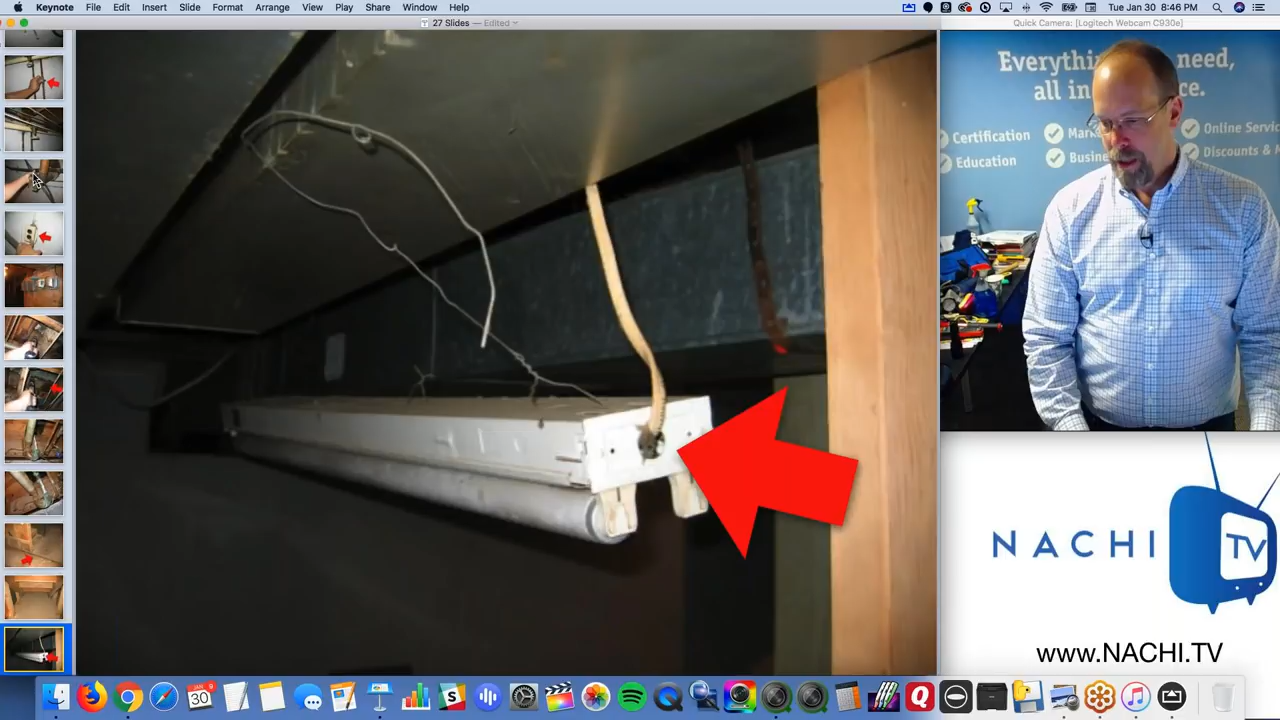 Keynote File Edit Insert Slide Format Arrange View Play Share Window Help Tue Jan 30 8:46 PM
27 Slides — Edited
Quick Camera: [Logitech Webcam C930e]
need,
all in
Certification
Education
Online
Discounts &
NACHI TV
www.NACHI.TV